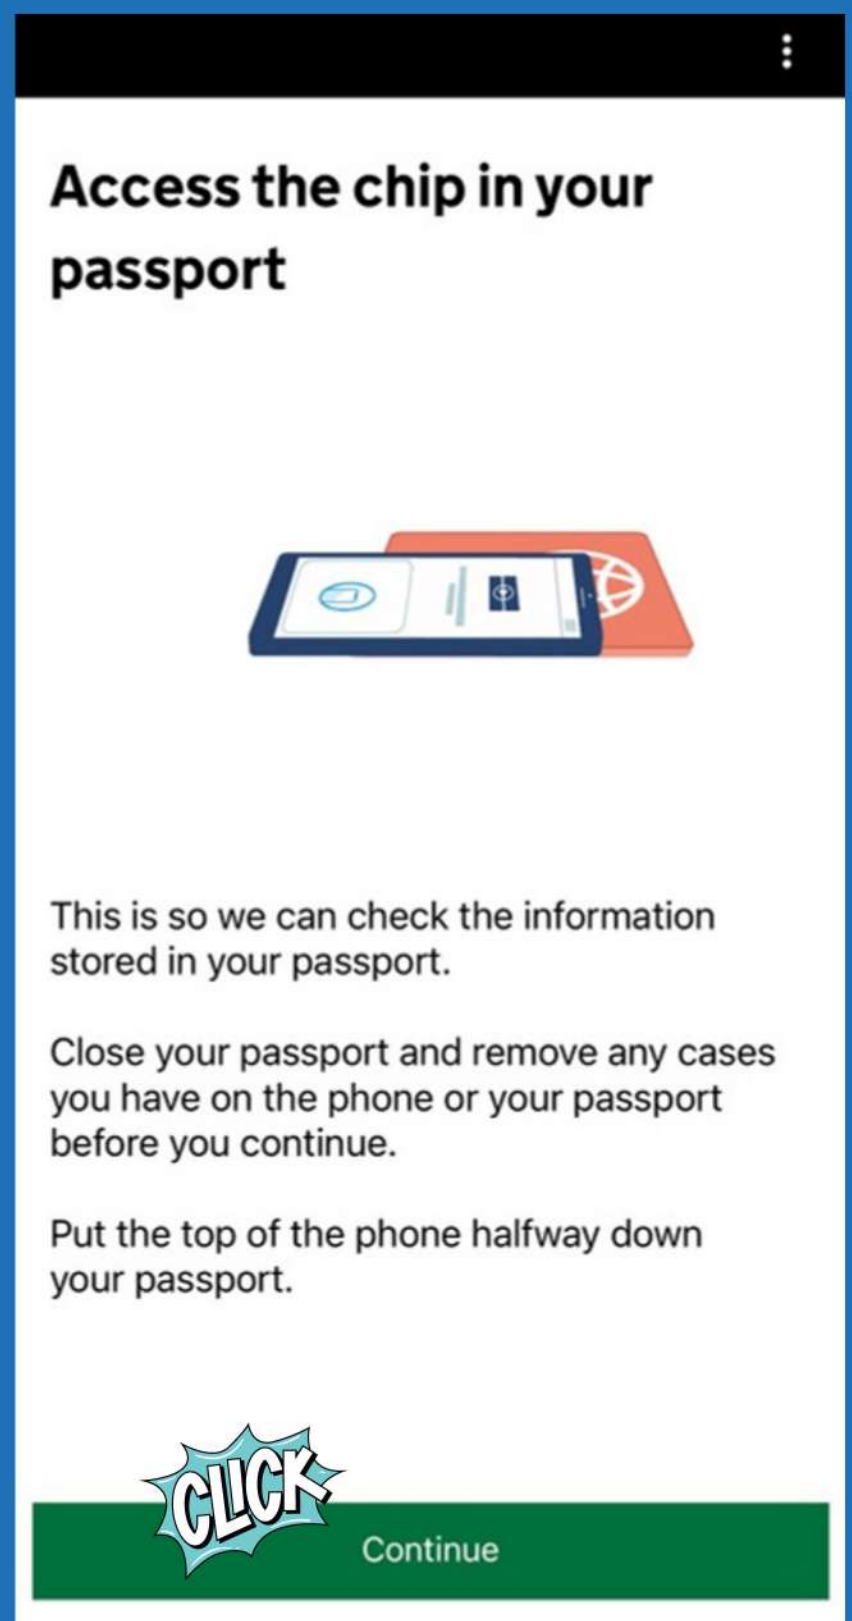 Access the chip in your
passport
This is so we can check the information
stored in your passport.
Close your passport and remove any cases
you have on the phone or your passport
before you continue.
Put the top of the phone halfway down
your passport.
CLICK
Continue